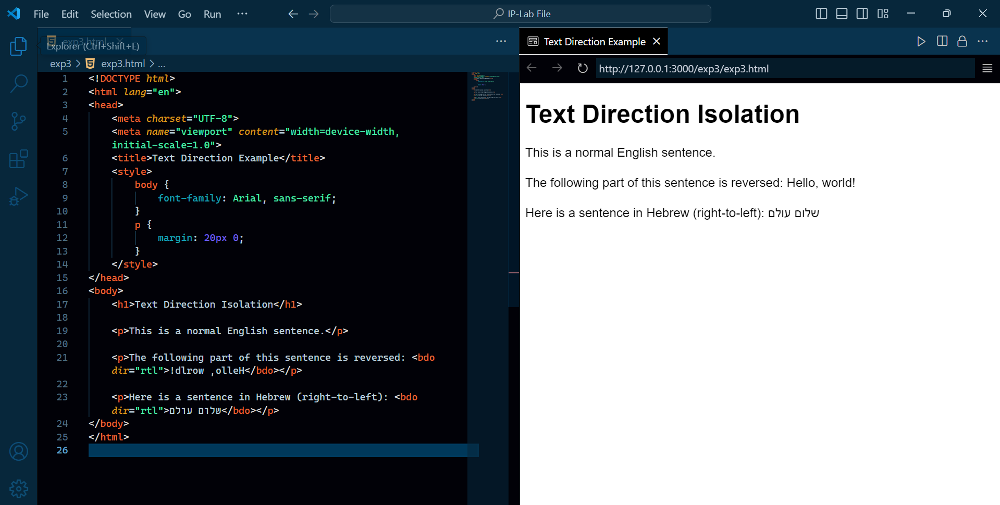 File Edit Selection View Go Run ···
IP-Lab File
exp3.html
Explorer (Ctrl+Shift+E)
exp3 > exp3.html > ...
1 <!DOCTYPE html>
2 <html lang="en">
3 <head>
4 <meta charset="UTF-8">
5 <meta name="viewport" content="width=device-width,
initial-scale=1.0">
6 <title>Text Direction Example</title>
7 <style>
8 body {
9 font-family: Arial, sans-serif;
10 }
11 p {
12 margin: 20px 0;
13 }
14 </style>
15 </head>
16 <body>
17 <h1>Text Direction Isolation</h1>
18
19 <p>This is a normal English sentence.</p>
20
21 <p>The following part of this sentence is reversed: <bdo
dir="rtl">!dlrow ,olleH</bdo></p>
22
23 <p>Here is a sentence in Hebrew (right-to-left): <bdo
dir="rtl">שלום עולם</bdo></p>
24 </body>
25 </html>
26
Text Direction Example
http://127.0.0.1:3000/exp3/exp3.html
Text Direction Isolation
This is a normal English sentence.
The following part of this sentence is reversed: Hello, world!
Here is a sentence in Hebrew (right-to-left): שלום עולם